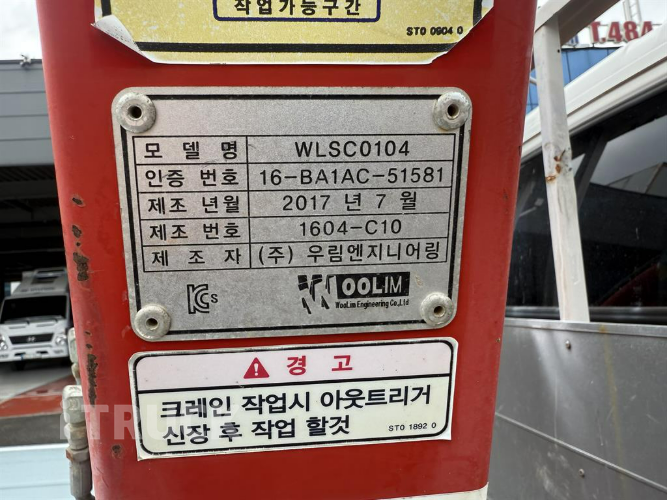 작업가능구간
ST0 0904 0
T.484
모 델 명 WLSC0104
인증 번호 16-BA1AC-51581
제조 년월 2017 년 7 월
제조 번호 1604-C10
제 조 자 (주) 우림엔지니어링
KCs WOOLIM
WooLim Engineering Co.,Ltd
경 고
크레인 작업시 아웃트리거
신장 후 작업 할것
ST0 1892 0